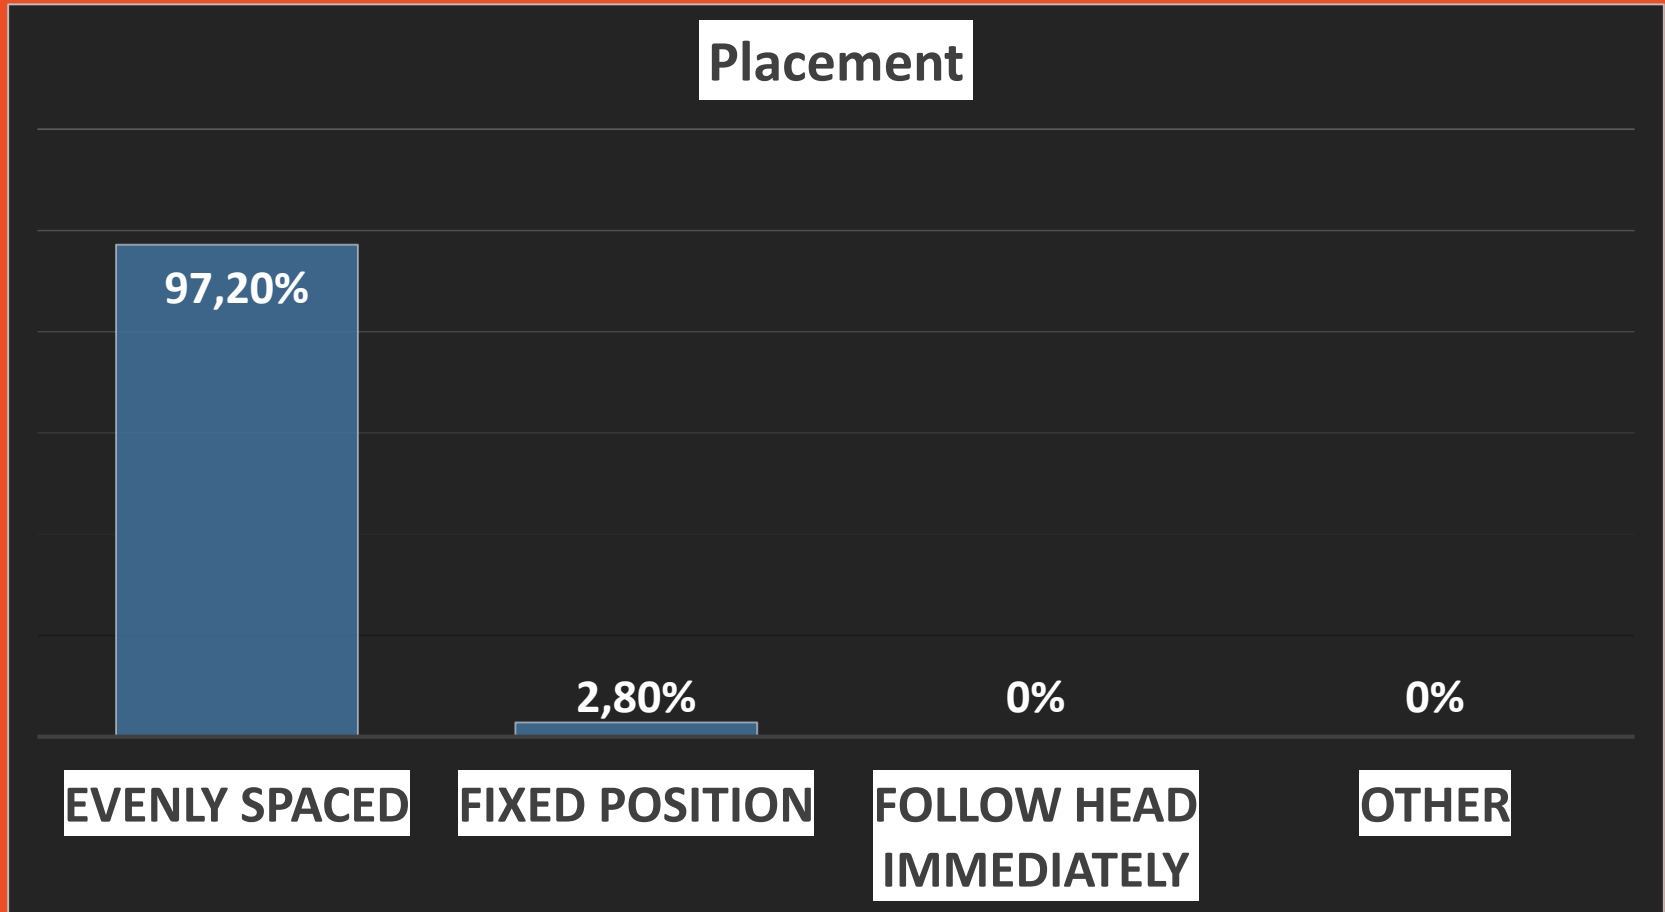 Placement
97,20%
2,80%
0%
0%
EVENLY SPACED
FIXED POSITION
FOLLOW HEAD
IMMEDIATELY
OTHER